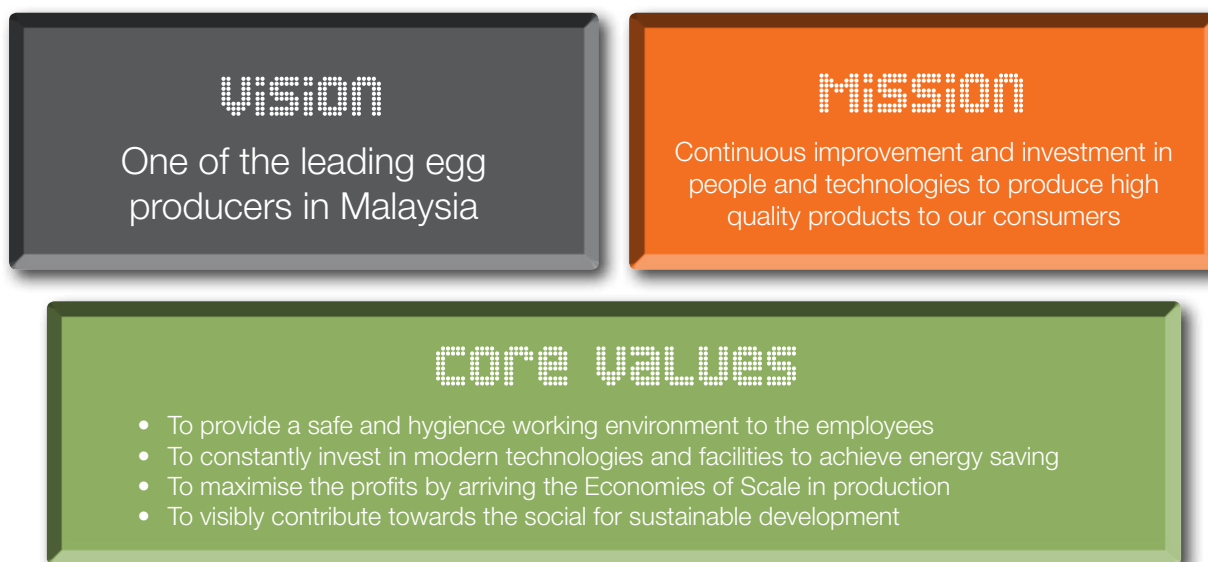 Vision
One of the leading egg
producers in Malaysia
Mission
Continuous improvement and investment in
people and technologies to produce high
quality products to our consumers
Core Values
• To provide a safe and hygience working environment to the employees
• To constantly invest in modern technologies and facilities to achieve energy saving
• To maximise the profits by arriving the Economies of Scale in production
• To visibly contribute towards the social for sustainable development